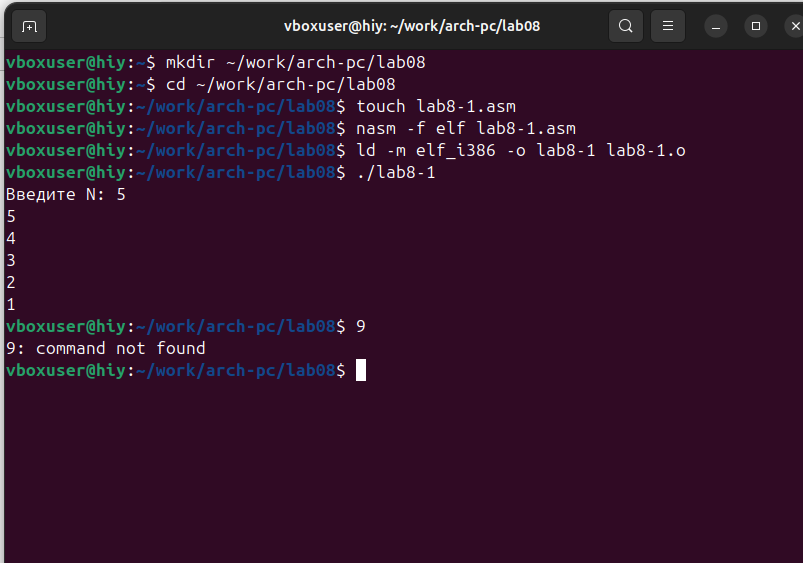 vboxuser@hiy: ~/work/arch-pc/lab08
vboxuser@hiy:~$ mkdir ~/work/arch-pc/lab08
vboxuser@hiy:~$ cd ~/work/arch-pc/lab08
vboxuser@hiy:~/work/arch-pc/lab08$ touch lab8-1.asm
vboxuser@hiy:~/work/arch-pc/lab08$ nasm -f elf lab8-1.asm
vboxuser@hiy:~/work/arch-pc/lab08$ ld -m elf_i386 -o lab8-1 lab8-1.o
vboxuser@hiy:~/work/arch-pc/lab08$ ./lab8-1
Введите N: 5
5
4
3
2
1
vboxuser@hiy:~/work/arch-pc/lab08$ 9
9: command not found
vboxuser@hiy:~/work/arch-pc/lab08$